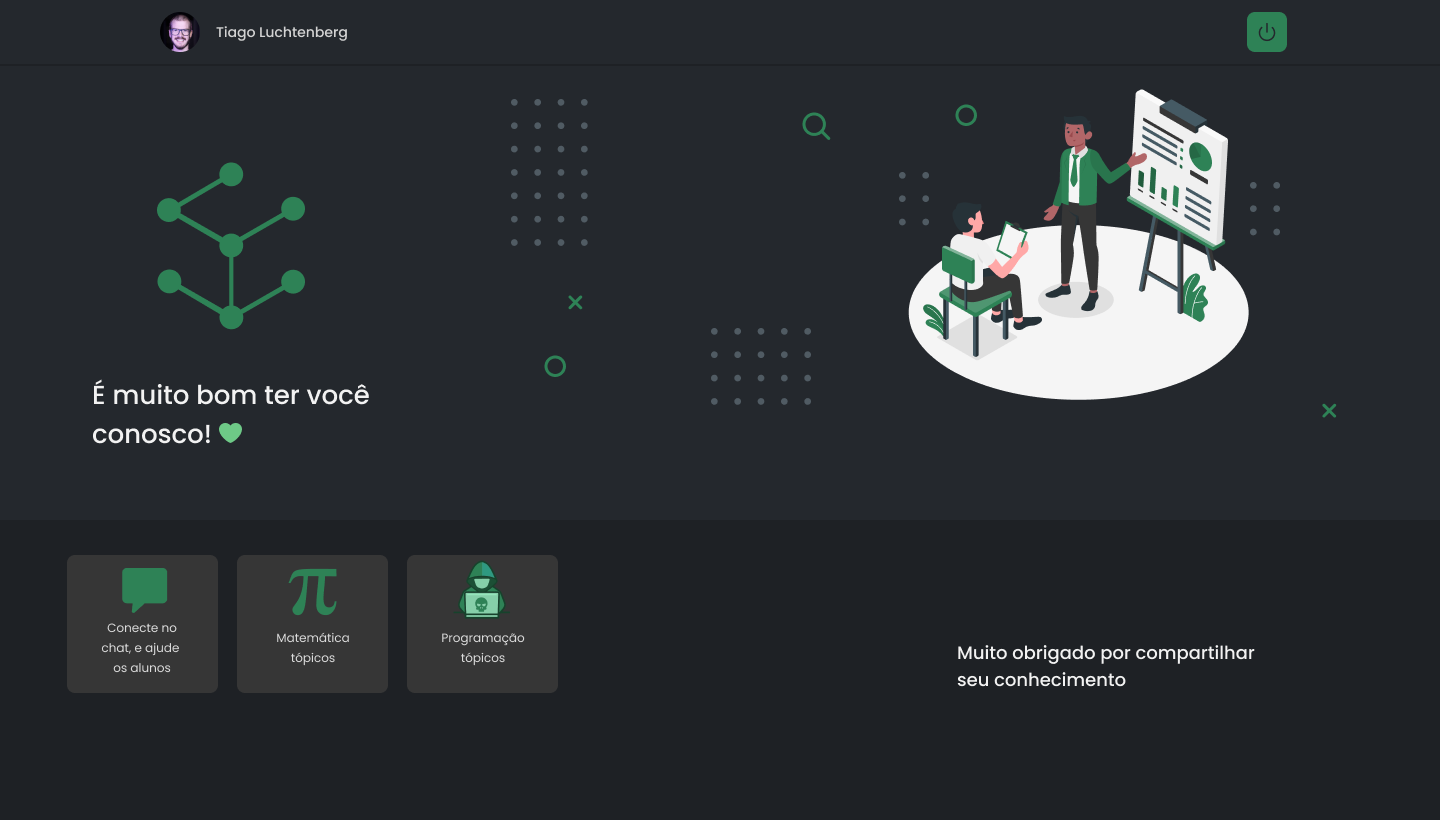 Tiago Luchtenberg
É muito bom ter você
conosco! 💚
Conecte no
chat, e ajude
os alunos
Matemática
tópicos
Programação
tópicos
Muito obrigado por compartilhar
seu conhecimento